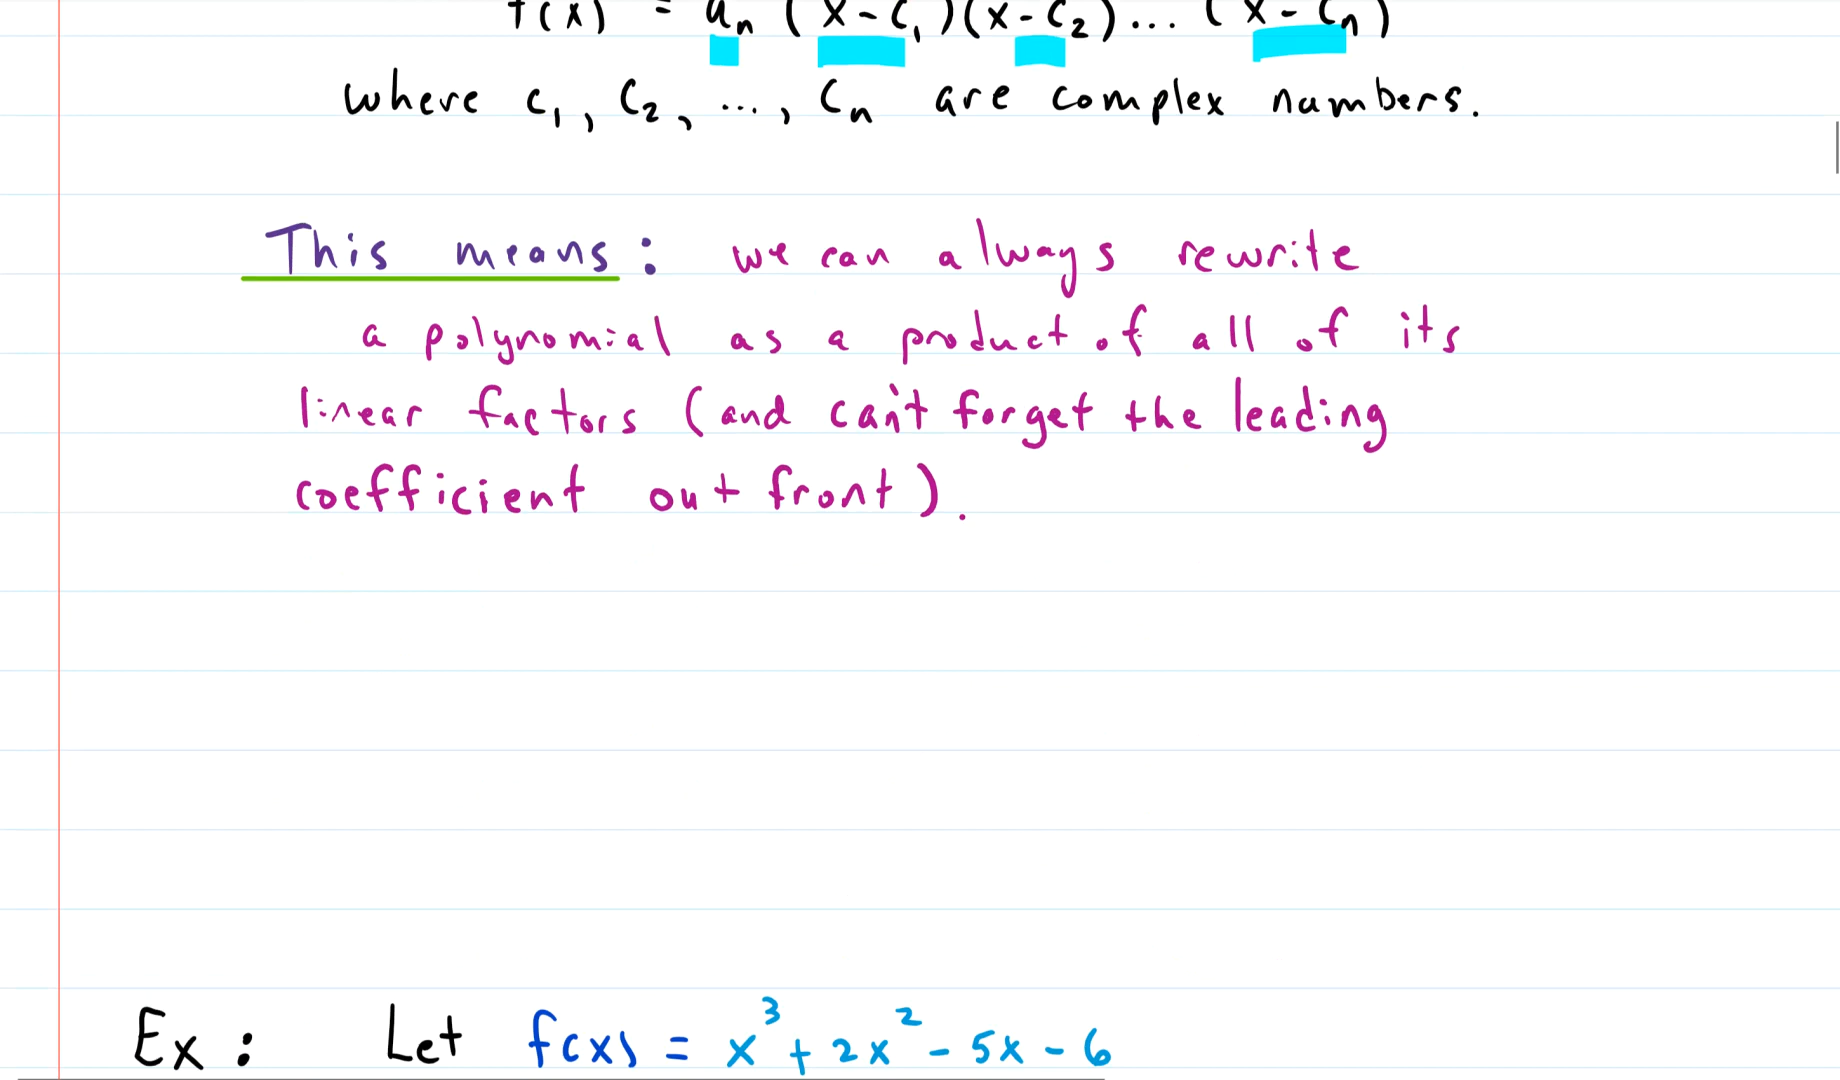 f(x) = aₙ (x-c₁)(x-c₂)...(x-cₙ)
where c₁, c₂, ..., cₙ are complex numbers.
This means: we can always rewrite
a polynomial as a product of all of its
linear factors (and can't forget the leading
coefficient out front).
Ex: Let f(x) = x³ + 2x² - 5x - 6